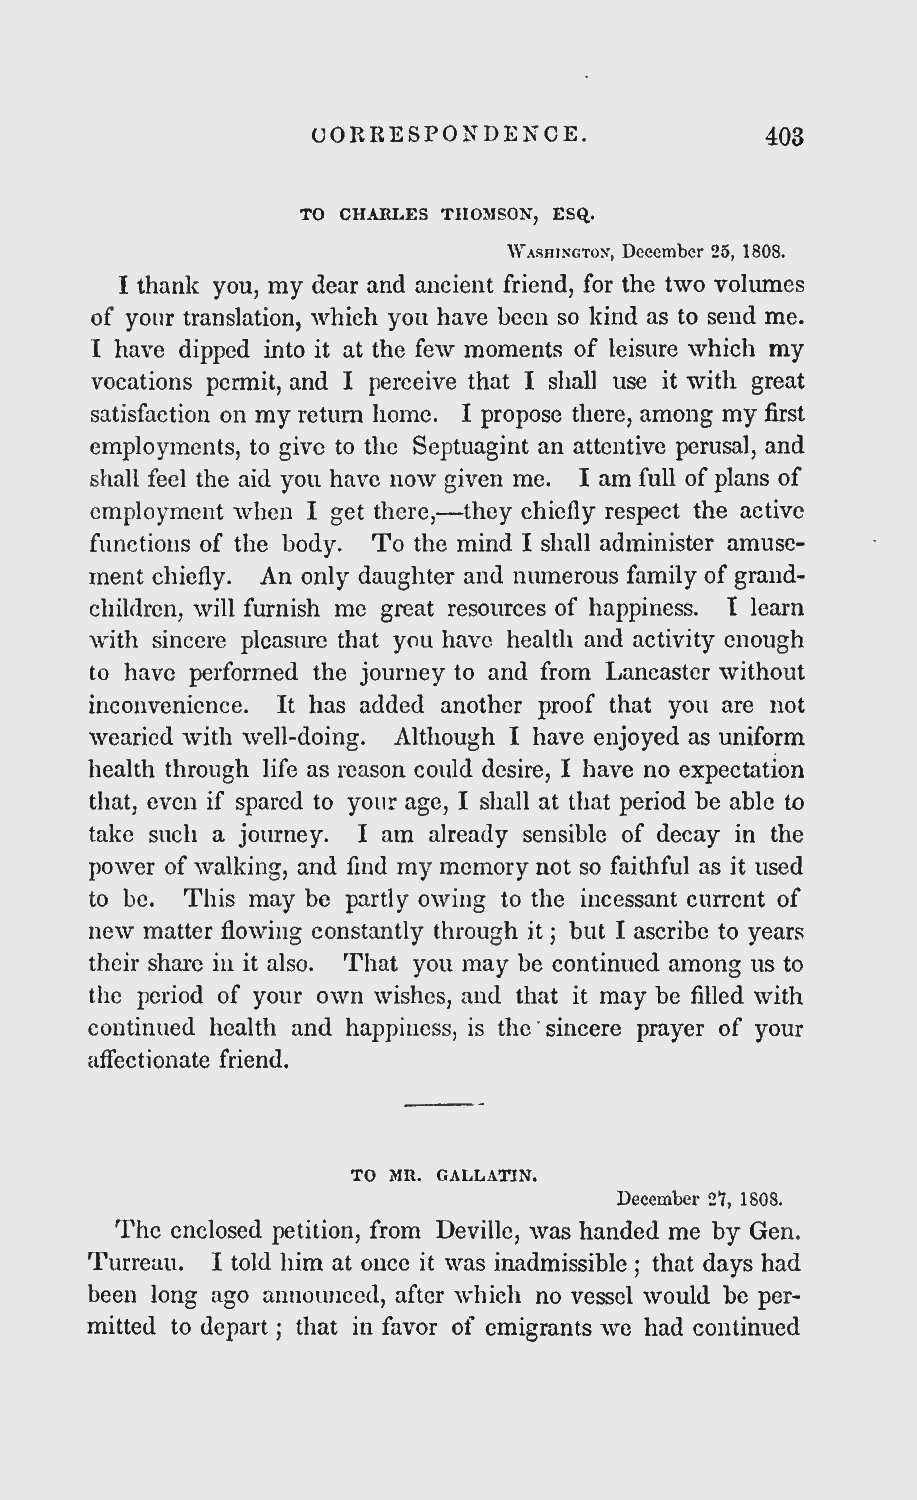 CORRESPONDENCE. 403
TO CHARLES THOMSON, ESQ.
Washington, December 25, 1808.
I thank you, my dear and ancient friend, for the two volumes
of your translation, which you have been so kind as to send me.
I have dipped into it at the few moments of leisure which my
vocations permit, and I perceive that I shall use it with great
satisfaction on my return home. I propose there, among my first
employments, to give to the Septuagint an attentive perusal, and
shall feel the aid you have now given me. I am full of plans of
employment when I get there,—they chiefly respect the active
functions of the body. To the mind I shall administer amuse-
ment chiefly. An only daughter and numerous family of grand-
children, will furnish me great resources of happiness. I learn
with sincere pleasure that you have health and activity enough
to have performed the journey to and from Lancaster without
inconvenience. It has added another proof that you are not
wearied with well-doing. Although I have enjoyed as uniform
health through life as reason could desire, I have no expectation
that, even if spared to your age, I shall at that period be able to
take such a journey. I am already sensible of decay in the
power of walking, and find my memory not so faithful as it used
to be. This may be partly owing to the incessant current of
new matter flowing constantly through it; but I ascribe to years
their share in it also. That you may be continued among us to
the period of your own wishes, and that it may be filled with
continued health and happiness, is the sincere prayer of your
affectionate friend.
TO MR. GALLATIN.
December 27, 1808.
The enclosed petition, from Deville, was handed me by Gen.
Turreau. I told him at once it was inadmissible; that days had
been long ago announced, after which no vessel would be per-
mitted to depart; that in favor of emigrants we had continued